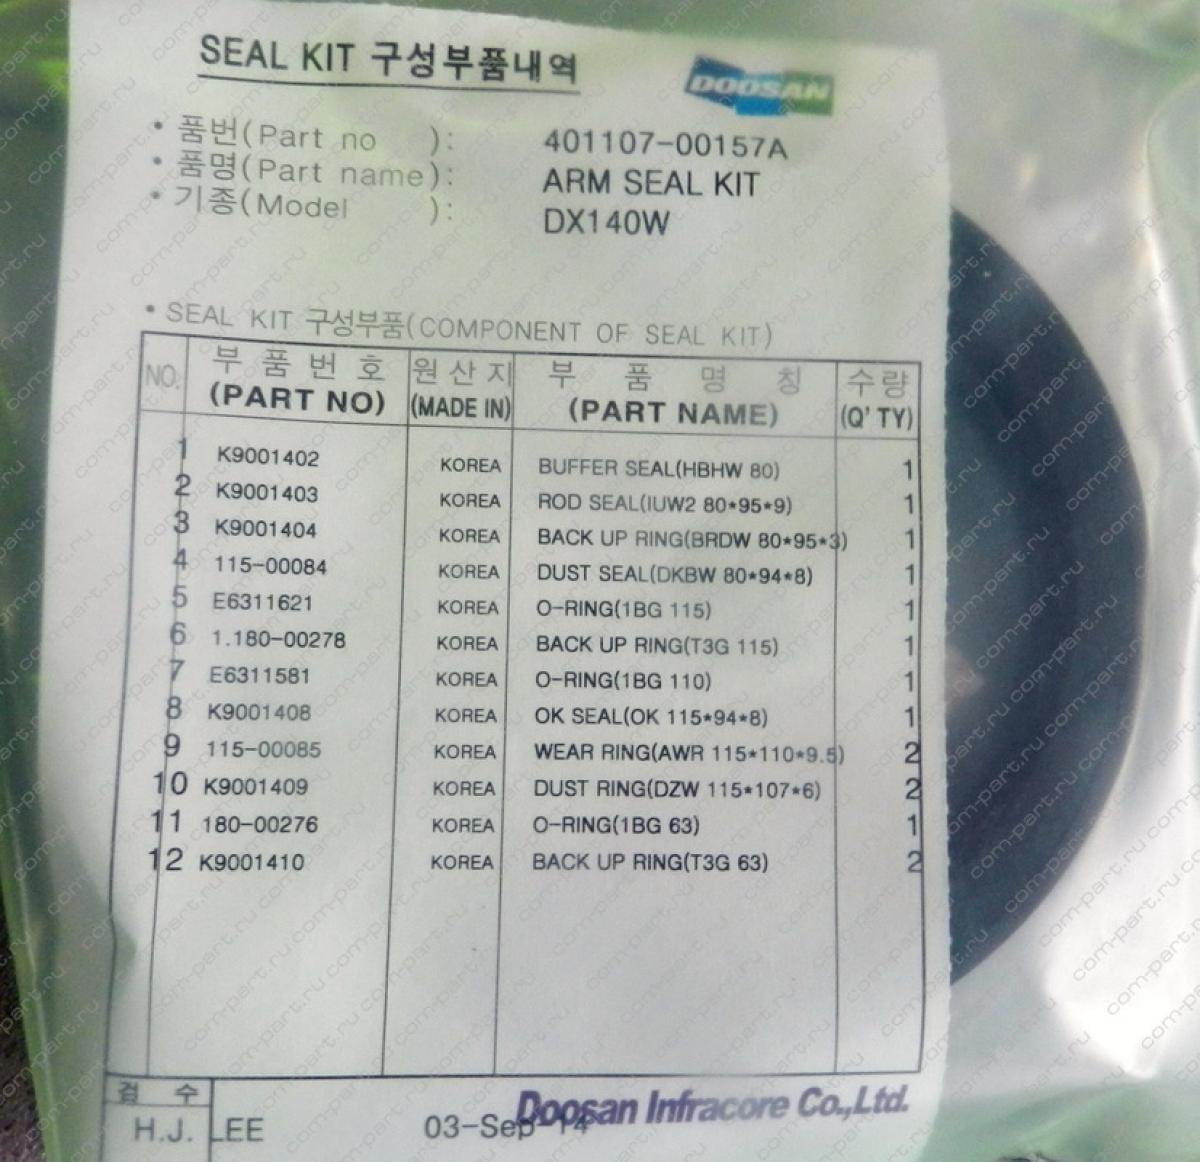 SEAL KIT 구성부품내역
DOOSAN
• 품번(Part no ): 401107-00157A
• 품명(Part name): ARM SEAL KIT
• 기종(Model ): DX140W
• SEAL KIT 구성부품(COMPONENT OF SEAL KIT)
NO. 부 품 번 호 원 산 지 부 품 명 칭 수 량
(PART NO) (MADE IN) (PART NAME) (Q' TY)
1 K9001402 KOREA BUFFER SEAL(HBHW 80) 1
2 K9001403 KOREA ROD SEAL(IUW2 80*95*9) 1
3 K9001404 KOREA BACK UP RING(BRDW 80*95*3) 1
4 115-00084 KOREA DUST SEAL(DKBW 80*94*8) 1
5 E6311621 KOREA O-RING(1BG 115) 1
6 1.180-00278 KOREA BACK UP RING(T3G 115) 1
7 E6311581 KOREA O-RING(1BG 110) 1
8 K9001408 KOREA OK SEAL(OK 115*94*8) 1
9 115-00085 KOREA WEAR RING(AWR 115*110*9.5) 2
10 K9001409 KOREA DUST RING(DZW 115*107*6) 2
11 180-00276 KOREA O-RING(1BG 63) 1
12 K9001410 KOREA BACK UP RING(T3G 63) 2
검 수
H.J. LEE 03-Sep-14 Doosan Infracore Co.,Ltd.
com-part.ru